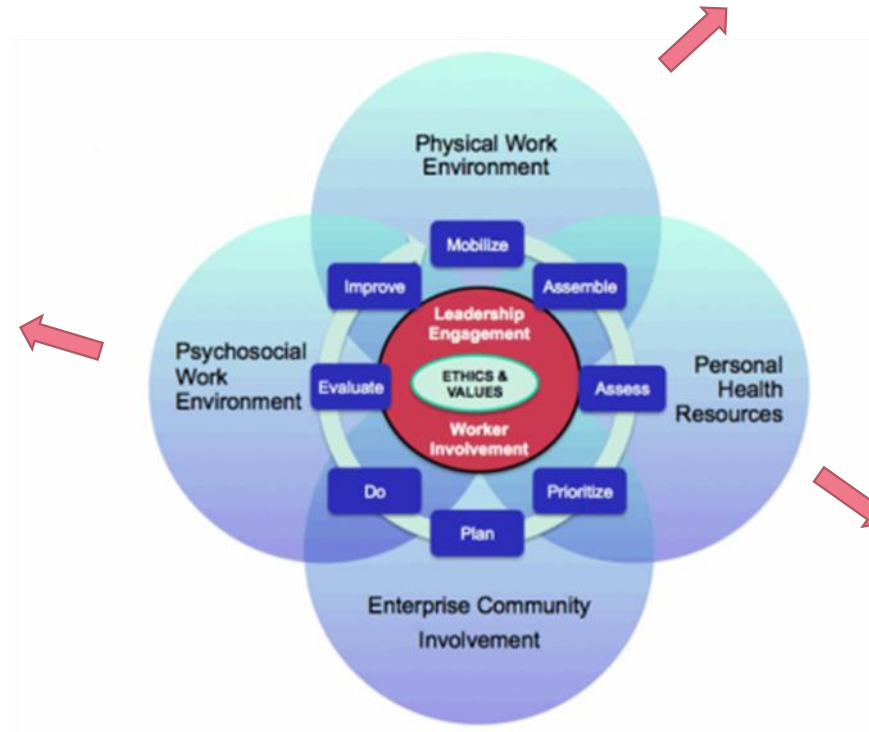 Physical Work
Environment
Mobilize
Improve
Assemble
Leadership
Engagement
Psychosocial
Work
Environment
Evaluate
ETHICS &
VALUES
Assess
Personal
Health
Resources
Worker
Involvement
Do
Prioritize
Plan
Enterprise Community
Involvement